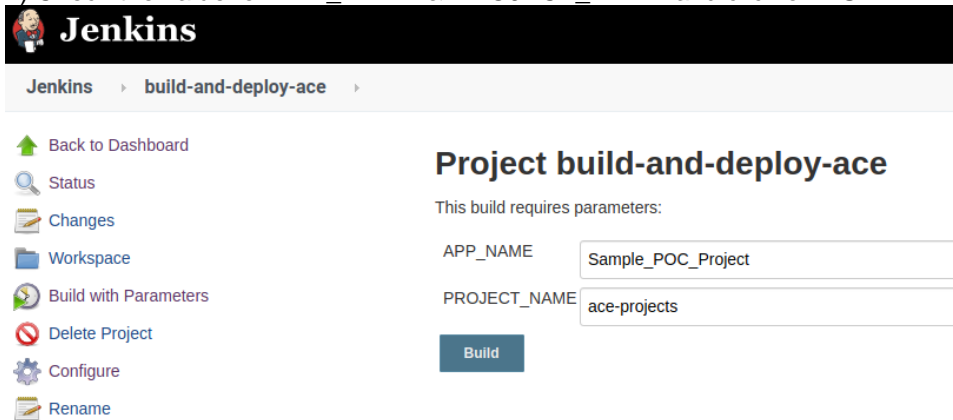 Jenkins
Jenkins
build-and-deploy-ace
Back to Dashboard
Status
Changes
Workspace
Build with Parameters
Delete Project
Configure
Rename
Project build-and-deploy-ace
This build requires parameters:
APP_NAME
Sample_POC_Project
PROJECT_NAME
ace-projects
Build